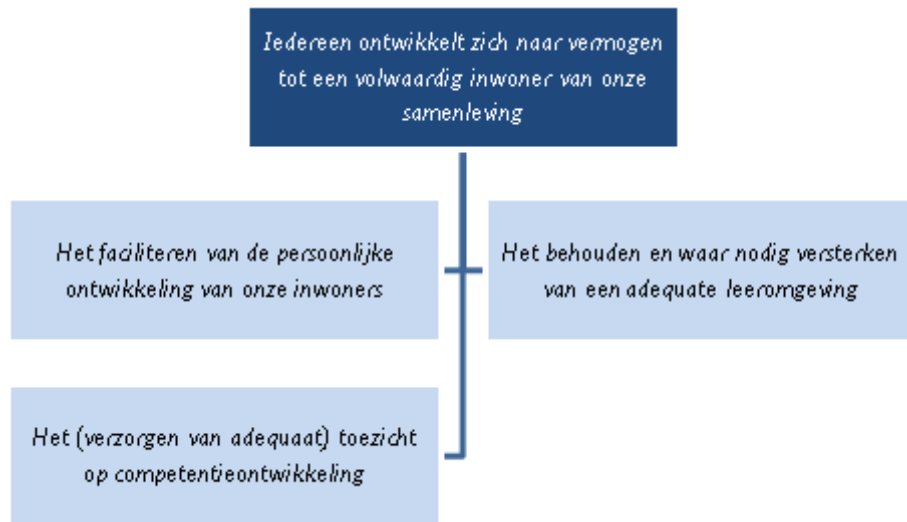 Iedereen ontwikkelt zich naar vermogen
tot een volwaardig inwoner van onze
samenleving
Het faciliteren van de persoonlijke
ontwikkeling van onze inwoners
Het behouden en waar nodig versterken
van een adequate leeromgeving
Het (verzorgen van adequaat) toezicht
op competentieontwikkeling